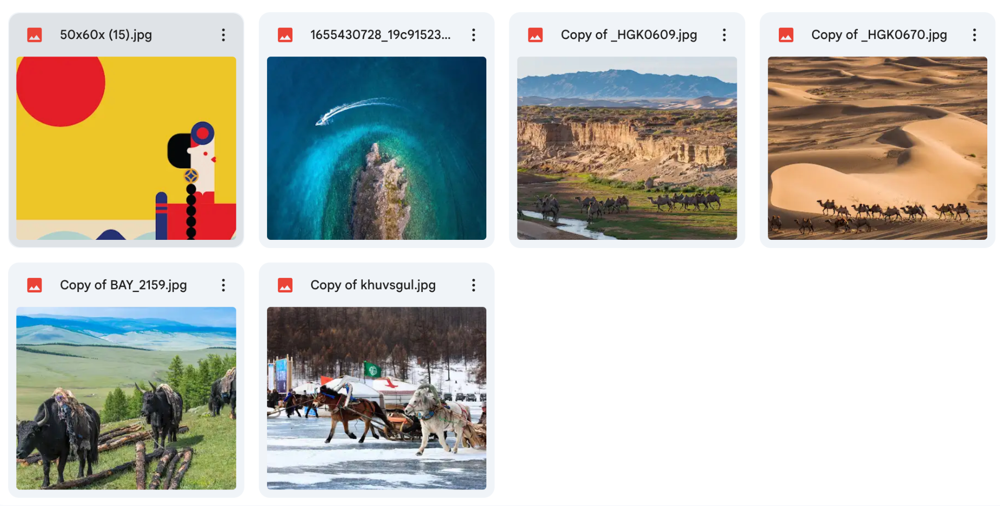 50x60x (15).jpg
1655430728_19c91523...
Copy of _HGK0609.jpg
Copy of _HGK0670.jpg
Copy of BAY_2159.jpg
Copy of khuvsgul.jpg